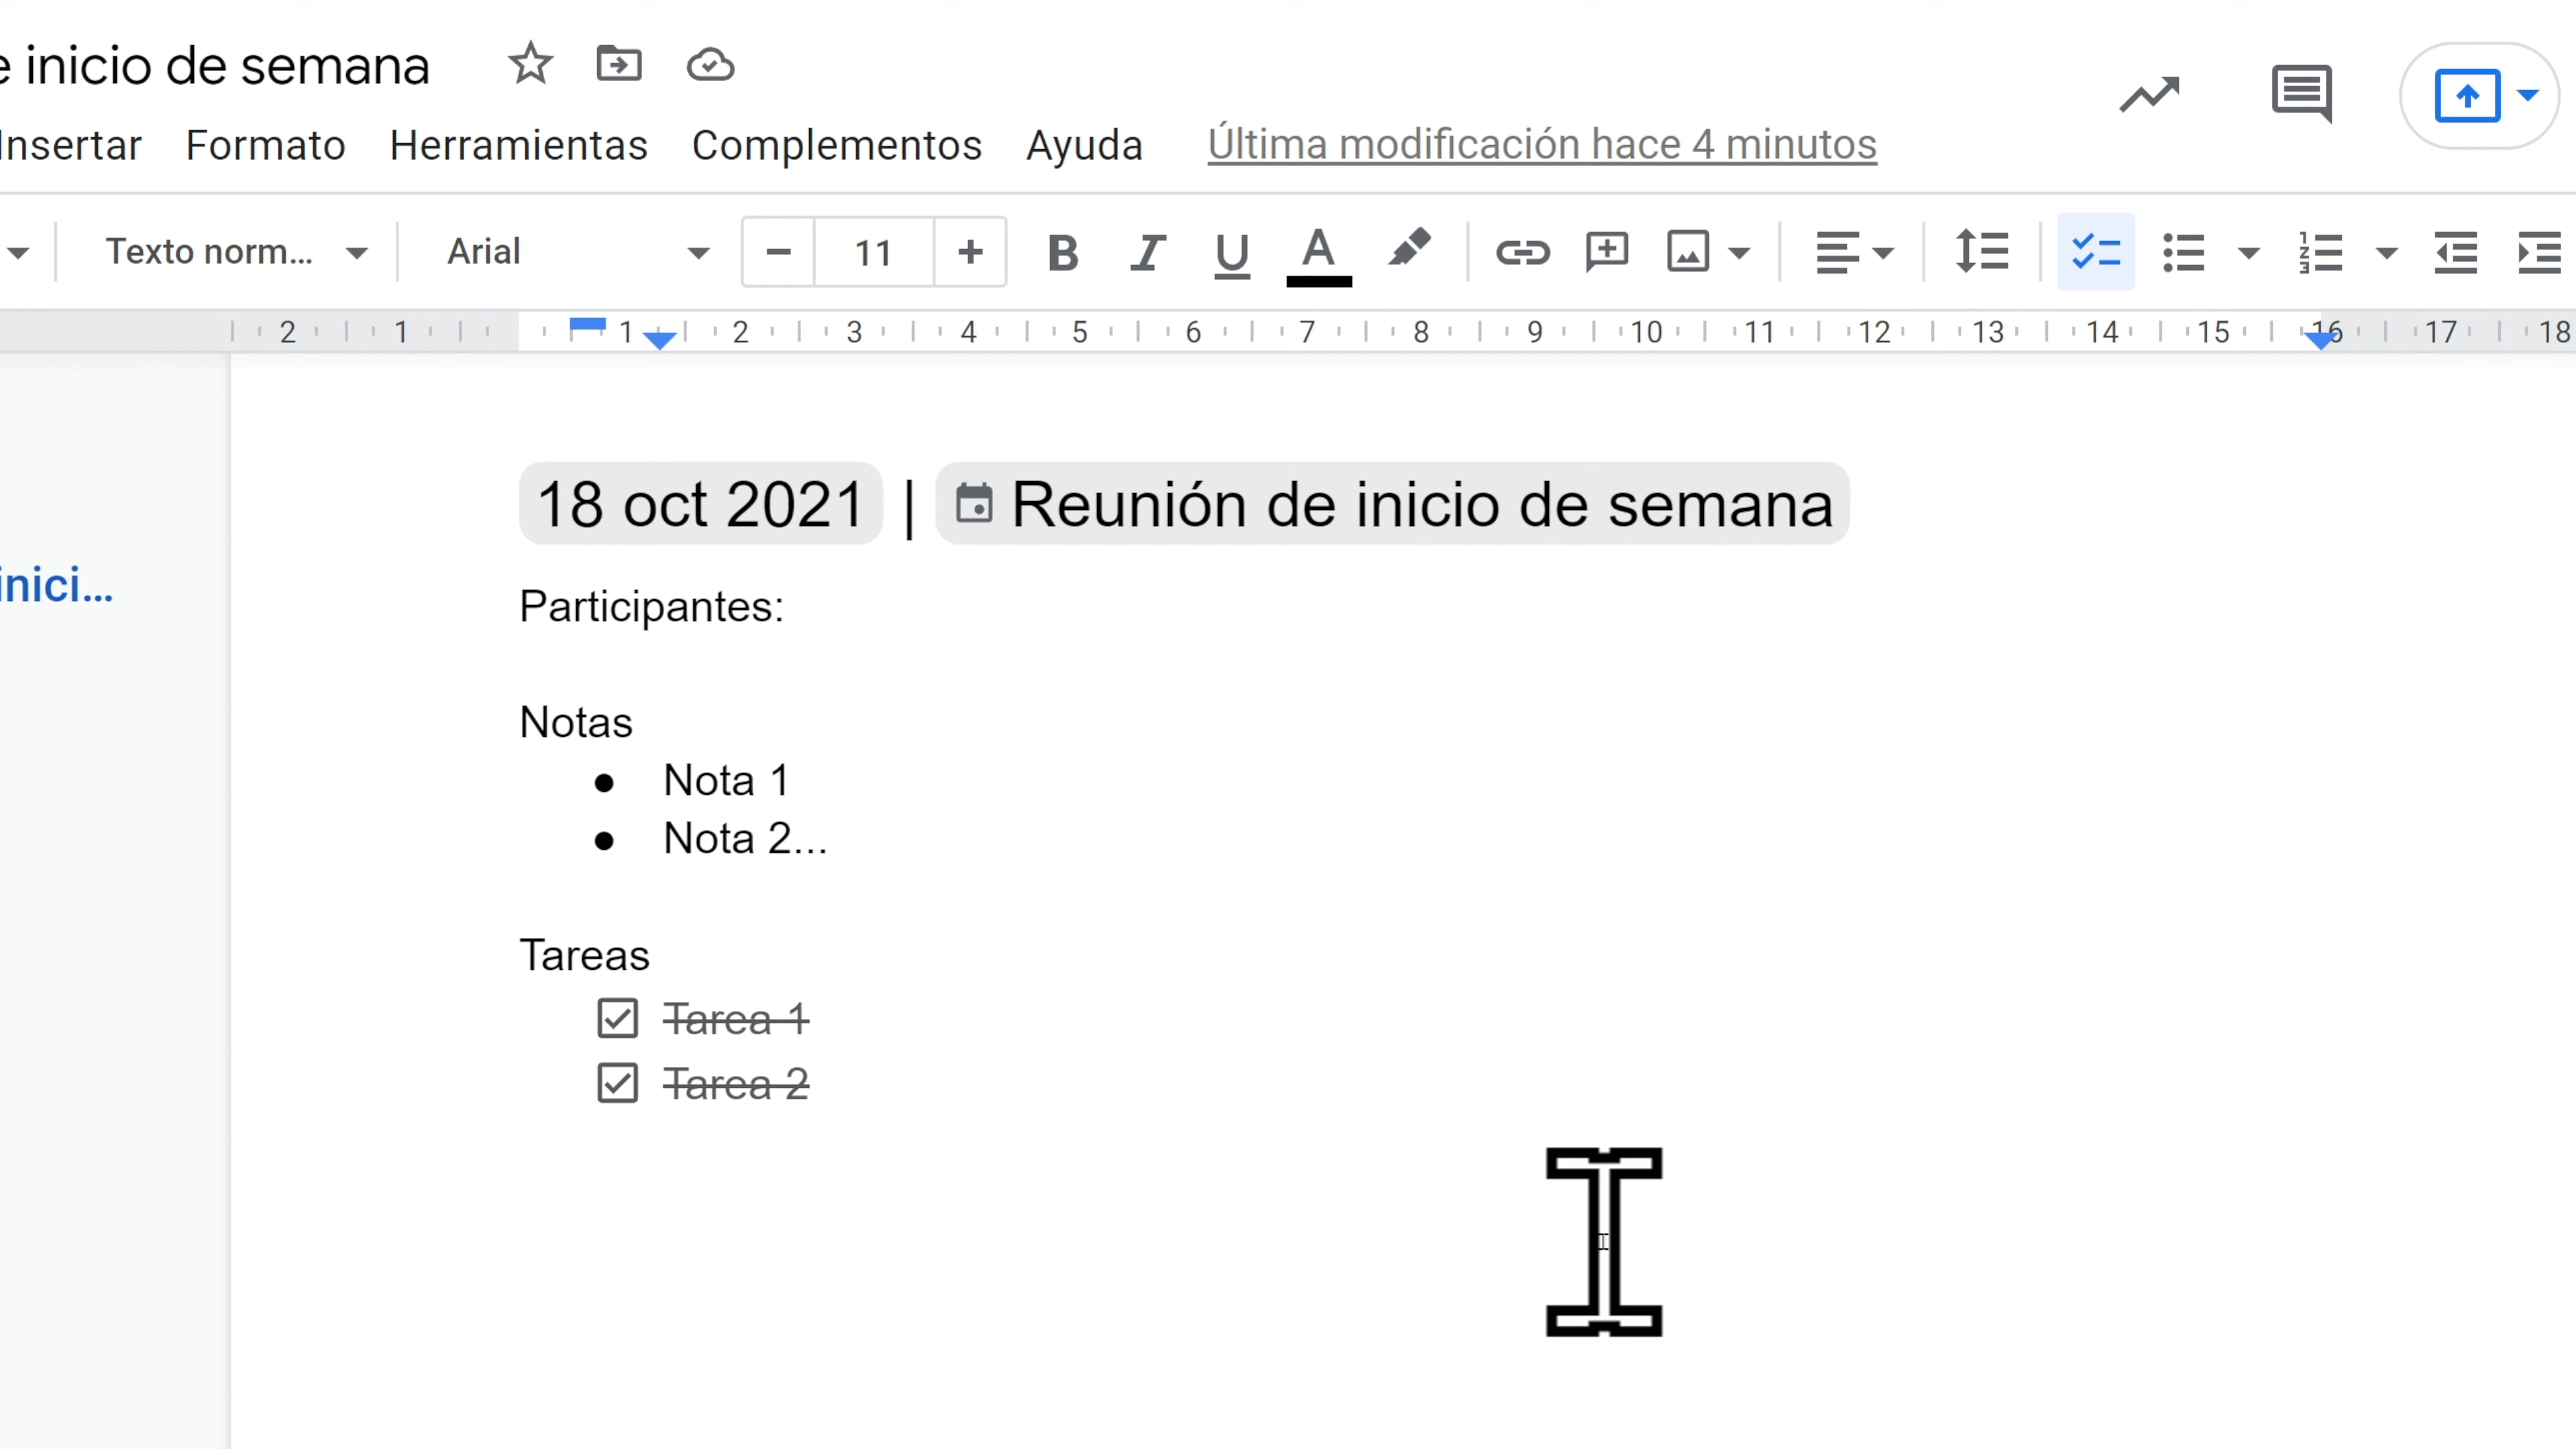 e inicio de semana
Insertar Formato Herramientas Complementos Ayuda Última modificación hace 4 minutos
Texto norm... Arial − 11 + B I U A
2 1 1 2 3 4 5 6 7 8 9 10 11 12 13 14 15 16 17 18
18 oct 2021 | Reunión de inicio de semana
inici...
Participantes:
Notas
● Nota 1
● Nota 2...
Tareas
Tarea 1
Tarea 2